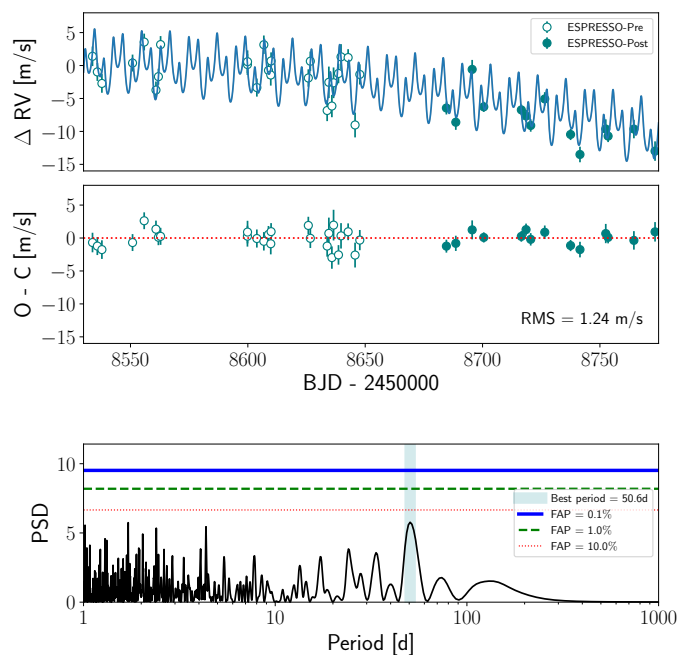 5
0
−5
−10
−15
Δ RV [m/s]
ESPRESSO-Pre
ESPRESSO-Post
5
0
−5
−10
−15
O - C [m/s]
RMS = 1.24 m/s
8550
8600
8650
8700
8750
BJD - 2450000
10
5
0
PSD
Best period = 50.6d
FAP = 0.1%
FAP = 1.0%
FAP = 10.0%
1
10
100
1000
Period [d]